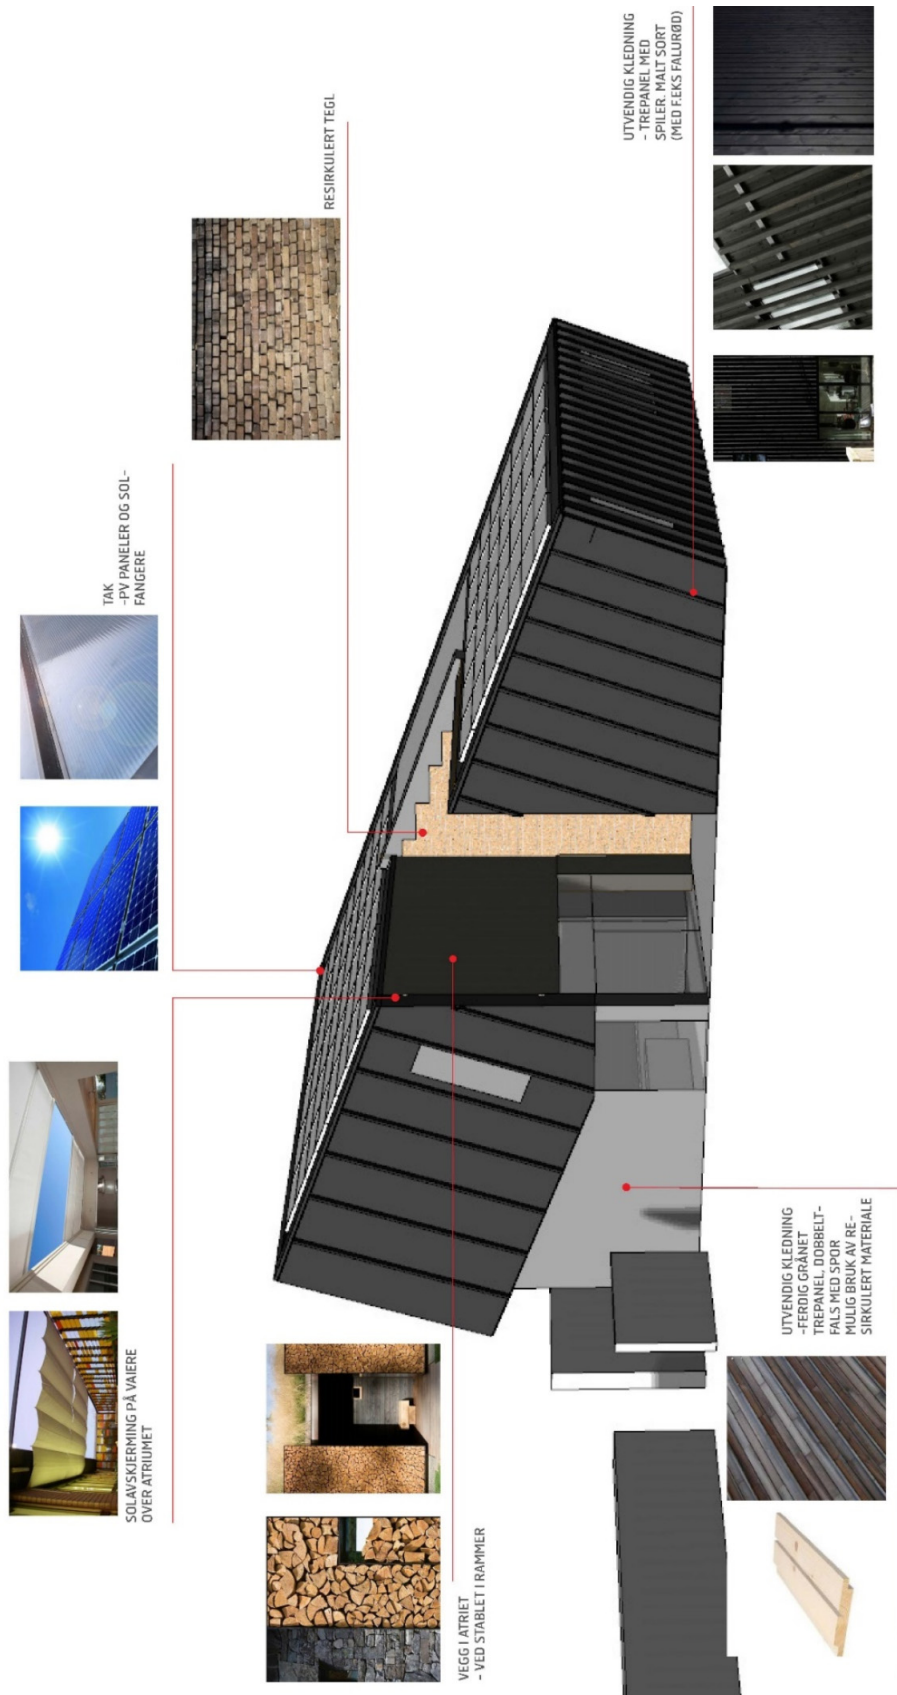 SOLAVSKJERMING PÅ VAIERE
OVER ATRIUMET
TAK
-PV PANELER OG SOL-
FANGERE
RESIRKULERT TEGL
VEGG I ATRIET
- VED STABLET I RAMMER
UTVENDIG KLEDNING
-FERDIG GRÅNET
TREPANEL, DOBBELT-
FALS MED SPOR
MULIG BRUK AV RE-
SIRKULERT MATERIALE
UTVENDIG KLEDNING
- TREPANEL MED
SPILER. MALT SORT
(MED F.EKS FALURØD)